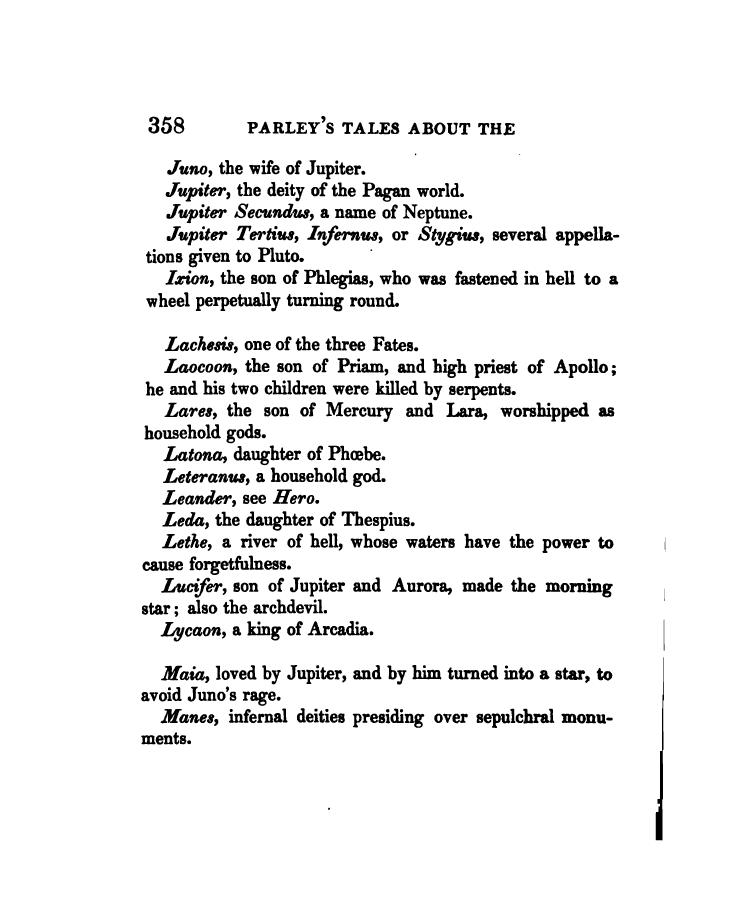 358 PARLEY'S TALES ABOUT THE
Juno, the wife of Jupiter.
Jupiter, the deity of the Pagan world.
Jupiter Secundus, a name of Neptune.
Jupiter Tertius, Infernus, or Stygius, several appella-
tions given to Pluto.
Ixion, the son of Phlegias, who was fastened in hell to a
wheel perpetually turning round.
Lachesis, one of the three Fates.
Laocoon, the son of Priam, and high priest of Apollo;
he and his two children were killed by serpents.
Lares, the son of Mercury and Lara, worshipped as
household gods.
Latona, daughter of Phœbe.
Leteranus, a household god.
Leander, see Hero.
Leda, the daughter of Thespius.
Lethe, a river of hell, whose waters have the power to
cause forgetfulness.
Lucifer, son of Jupiter and Aurora, made the morning
star; also the archdevil.
Lycaon, a king of Arcadia.
Maia, loved by Jupiter, and by him turned into a star, to
avoid Juno's rage.
Manes, infernal deities presiding over sepulchral monu-
ments.